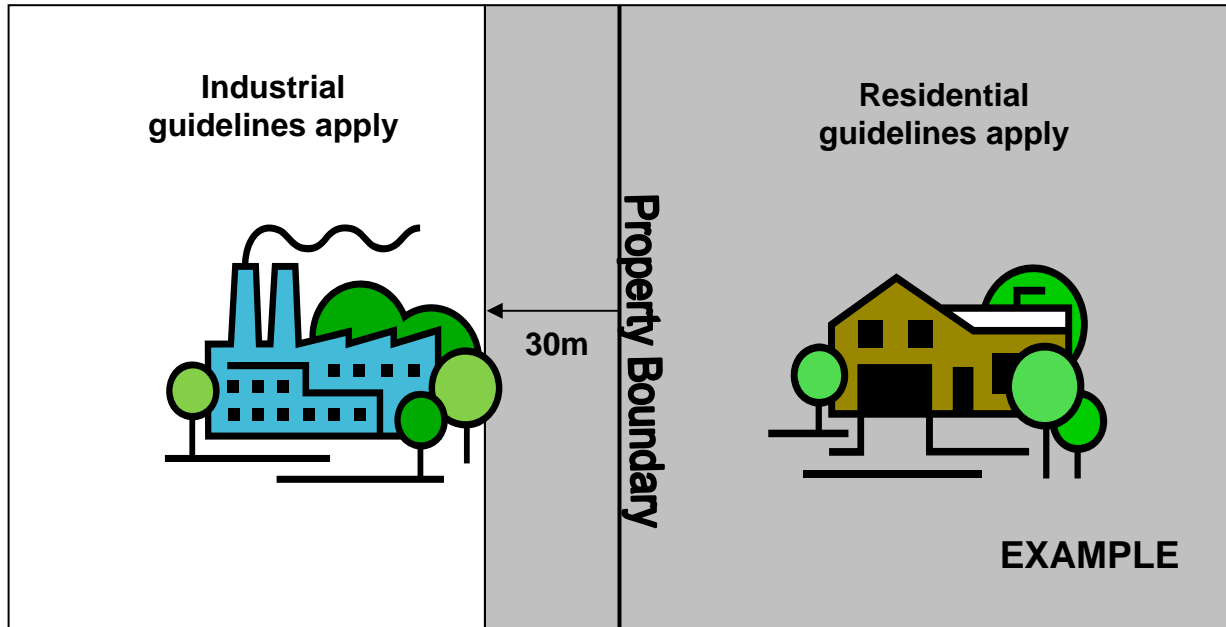 Industrial
guidelines apply
Residential
guidelines apply
Property Boundary
30m
EXAMPLE